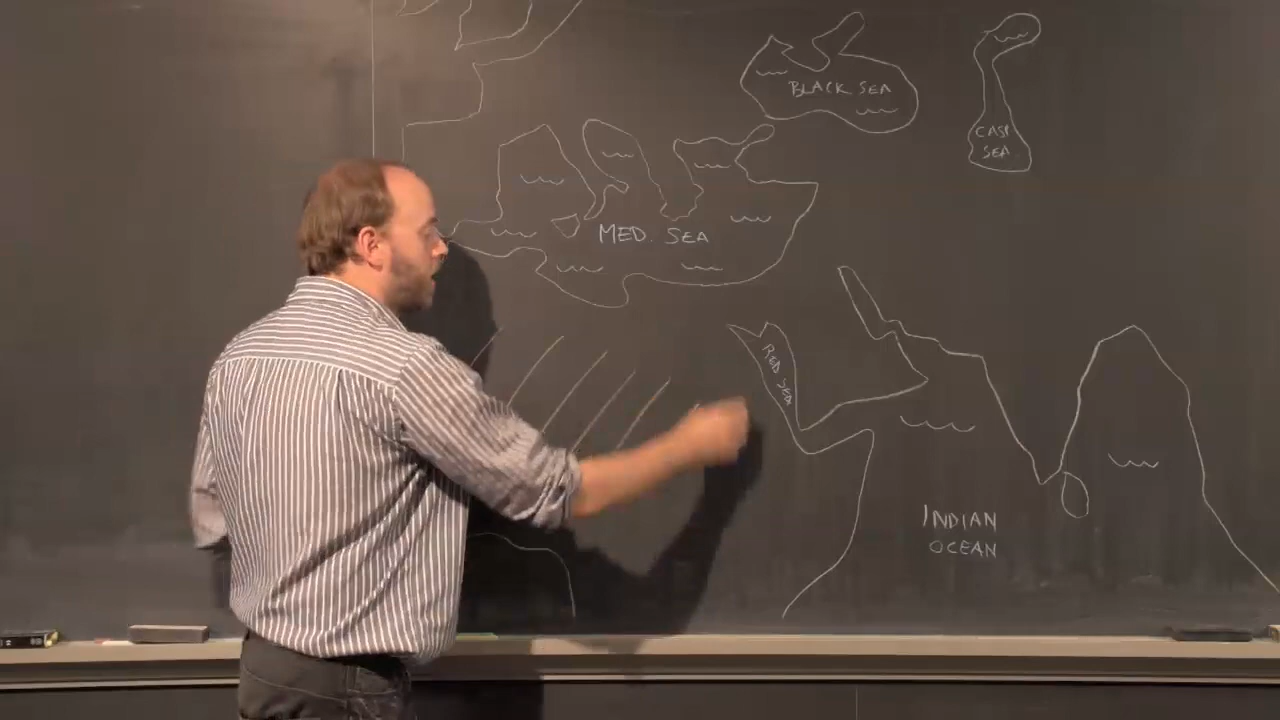 BLACK SEA
CASP
SEA
MED. SEA
RED SEA
INDIAN
OCEAN